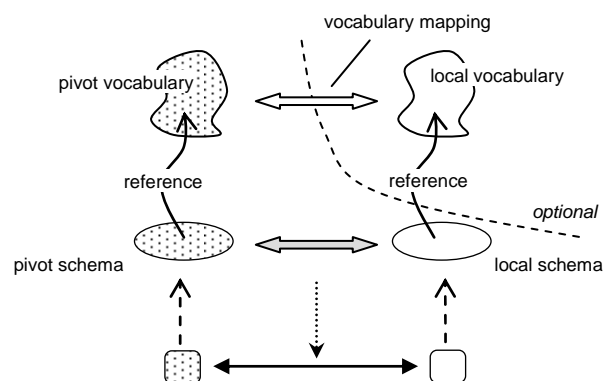 vocabulary mapping
pivot vocabulary
local vocabulary
reference
reference
optional
pivot schema
local schema